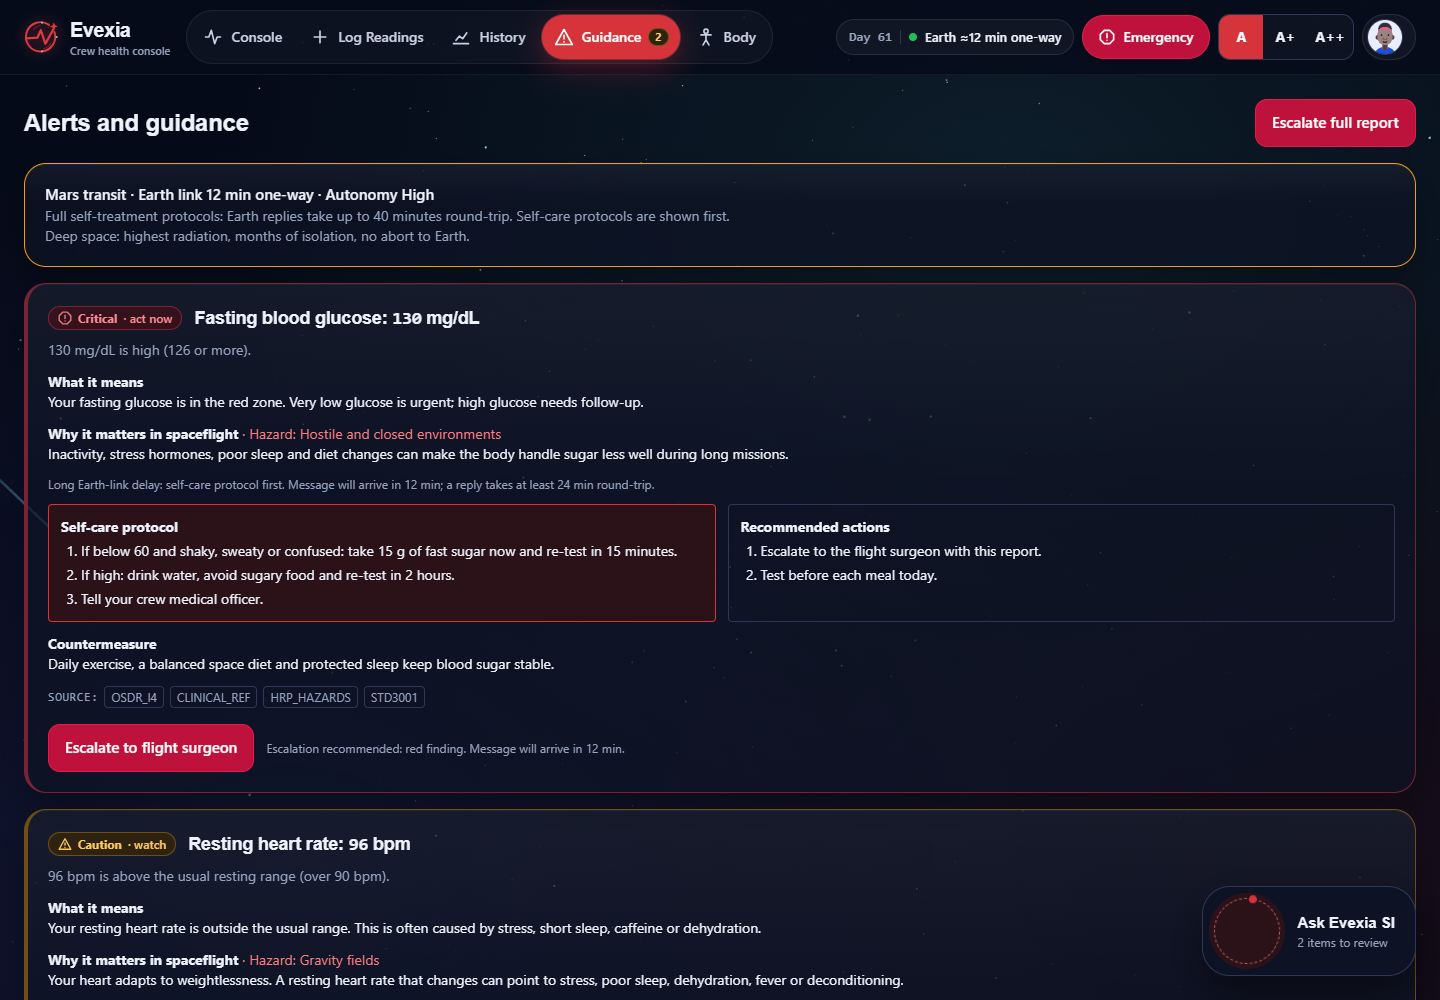 Evexia
Crew health console
Console
Log Readings
History
Guidance 2
Body
Day 61
Earth ≈12 min one-way
Emergency
A
A+
A++
Alerts and guidance
Escalate full report
Mars transit · Earth link 12 min one-way · Autonomy High
Full self-treatment protocols: Earth replies take up to 40 minutes round-trip. Self-care protocols are shown first.
Deep space: highest radiation, months of isolation, no abort to Earth.
Critical · act now
Fasting blood glucose: 130 mg/dL
130 mg/dL is high (126 or more).
What it means
Your fasting glucose is in the red zone. Very low glucose is urgent; high glucose needs follow-up.
Why it matters in spaceflight · Hazard: Hostile and closed environments
Inactivity, stress hormones, poor sleep and diet changes can make the body handle sugar less well during long missions.
Long Earth-link delay: self-care protocol first. Message will arrive in 12 min; a reply takes at least 24 min round-trip.
Self-care protocol
1. If below 60 and shaky, sweaty or confused: take 15 g of fast sugar now and re-test in 15 minutes.
2. If high: drink water, avoid sugary food and re-test in 2 hours.
3. Tell your crew medical officer.
Recommended actions
1. Escalate to the flight surgeon with this report.
2. Test before each meal today.
Countermeasure
Daily exercise, a balanced space diet and protected sleep keep blood sugar stable.
SOURCE: OSDR_I4 CLINICAL_REF HRP_HAZARDS STD3001
Escalate to flight surgeon
Escalation recommended: red finding. Message will arrive in 12 min.
Caution · watch
Resting heart rate: 96 bpm
96 bpm is above the usual resting range (over 90 bpm).
What it means
Your resting heart rate is outside the usual range. This is often caused by stress, short sleep, caffeine or dehydration.
Why it matters in spaceflight · Hazard: Gravity fields
Your heart adapts to weightlessness. A resting heart rate that changes can point to stress, poor sleep, dehydration, fever or deconditioning.
Ask Evexia SI
2 items to review